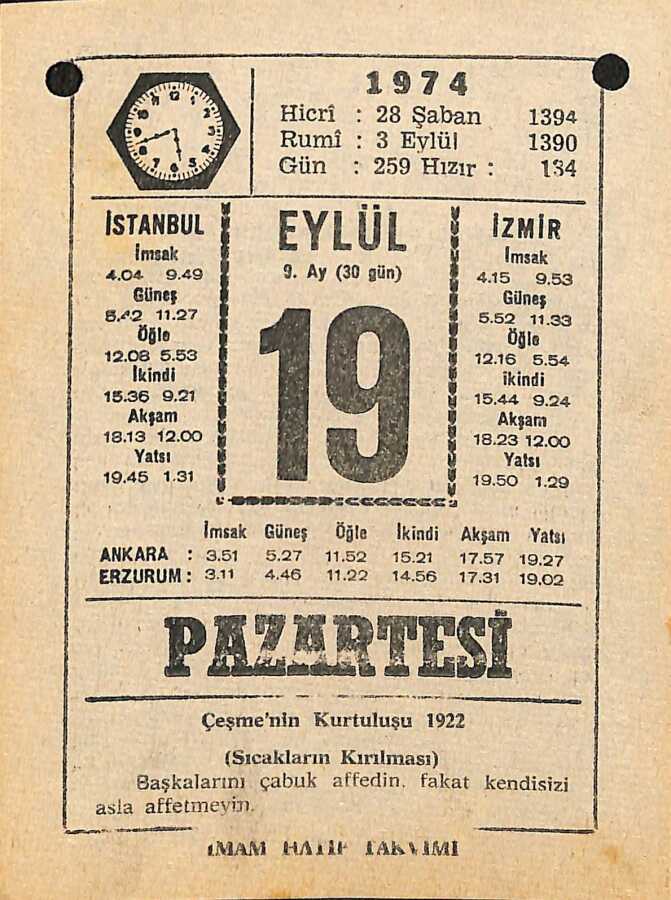 1974
Hicrî : 28 Şaban 1394
Rumî : 3 Eylül 1390
Gün : 259 Hızır : 134
İSTANBUL
İmsak
4.04 9.49
Güneş
5.42 11.27
Öğle
12.08 5.53
İkindi
15.36 9.21
Akşam
18.13 12.00
Yatsı
19.45 1.31
EYLÜL
9. Ay (30 gün)
19
İZMİR
İmsak
4.15 9.53
Güneş
5.52 11.33
Öğle
12.16 5.54
ikindi
15.44 9.24
Akşam
18.23 12.00
Yatsı
19.50 1.29
İmsak Güneş Öğle İkindi Akşam Yatsı
ANKARA : 3.51 5.27 11.52 15.21 17.57 19.27
ERZURUM : 3.11 4.46 11.22 14.56 17.31 19.02
PAZARTESİ
Çeşme'nin Kurtuluşu 1922
(Sıcakların Kırılması)
Başkalarını çabuk affedin. fakat kendisizi
asla affetmeyin.
İMAM HATİP TAKVİMİ